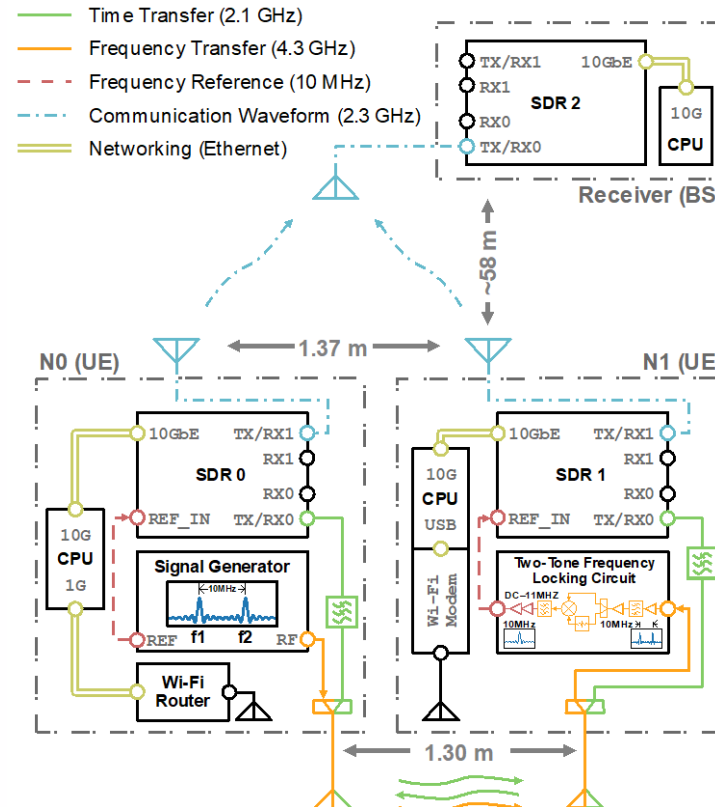 Time Transfer (2.1 GHz)
Frequency Transfer (4.3 GHz)
Frequency Reference (10 MHz)
Communication Waveform (2.3 GHz)
Networking (Ethernet)
TX/RX1
10GbE
RX1
SDR 2
RX0
TX/RX0
10G
CPU
Receiver (BS
~58 m
1.37 m
N0 (UE)
10GbE
TX/RX1
RX1
SDR 0
RX0
REF_IN
TX/RX0
10G
CPU
1G
Signal Generator
10MHz
f1
f2
REF
RF
Wi-Fi
Router
N1 (UE
10GbE
TX/RX1
RX1
SDR 1
RX0
REF_IN
TX/RX0
10G
CPU
USB
Wi-Fi
Modem
Two-Tone Frequency
Locking Circuit
DC–11MHZ
10MHz
10MHz
1.30 m